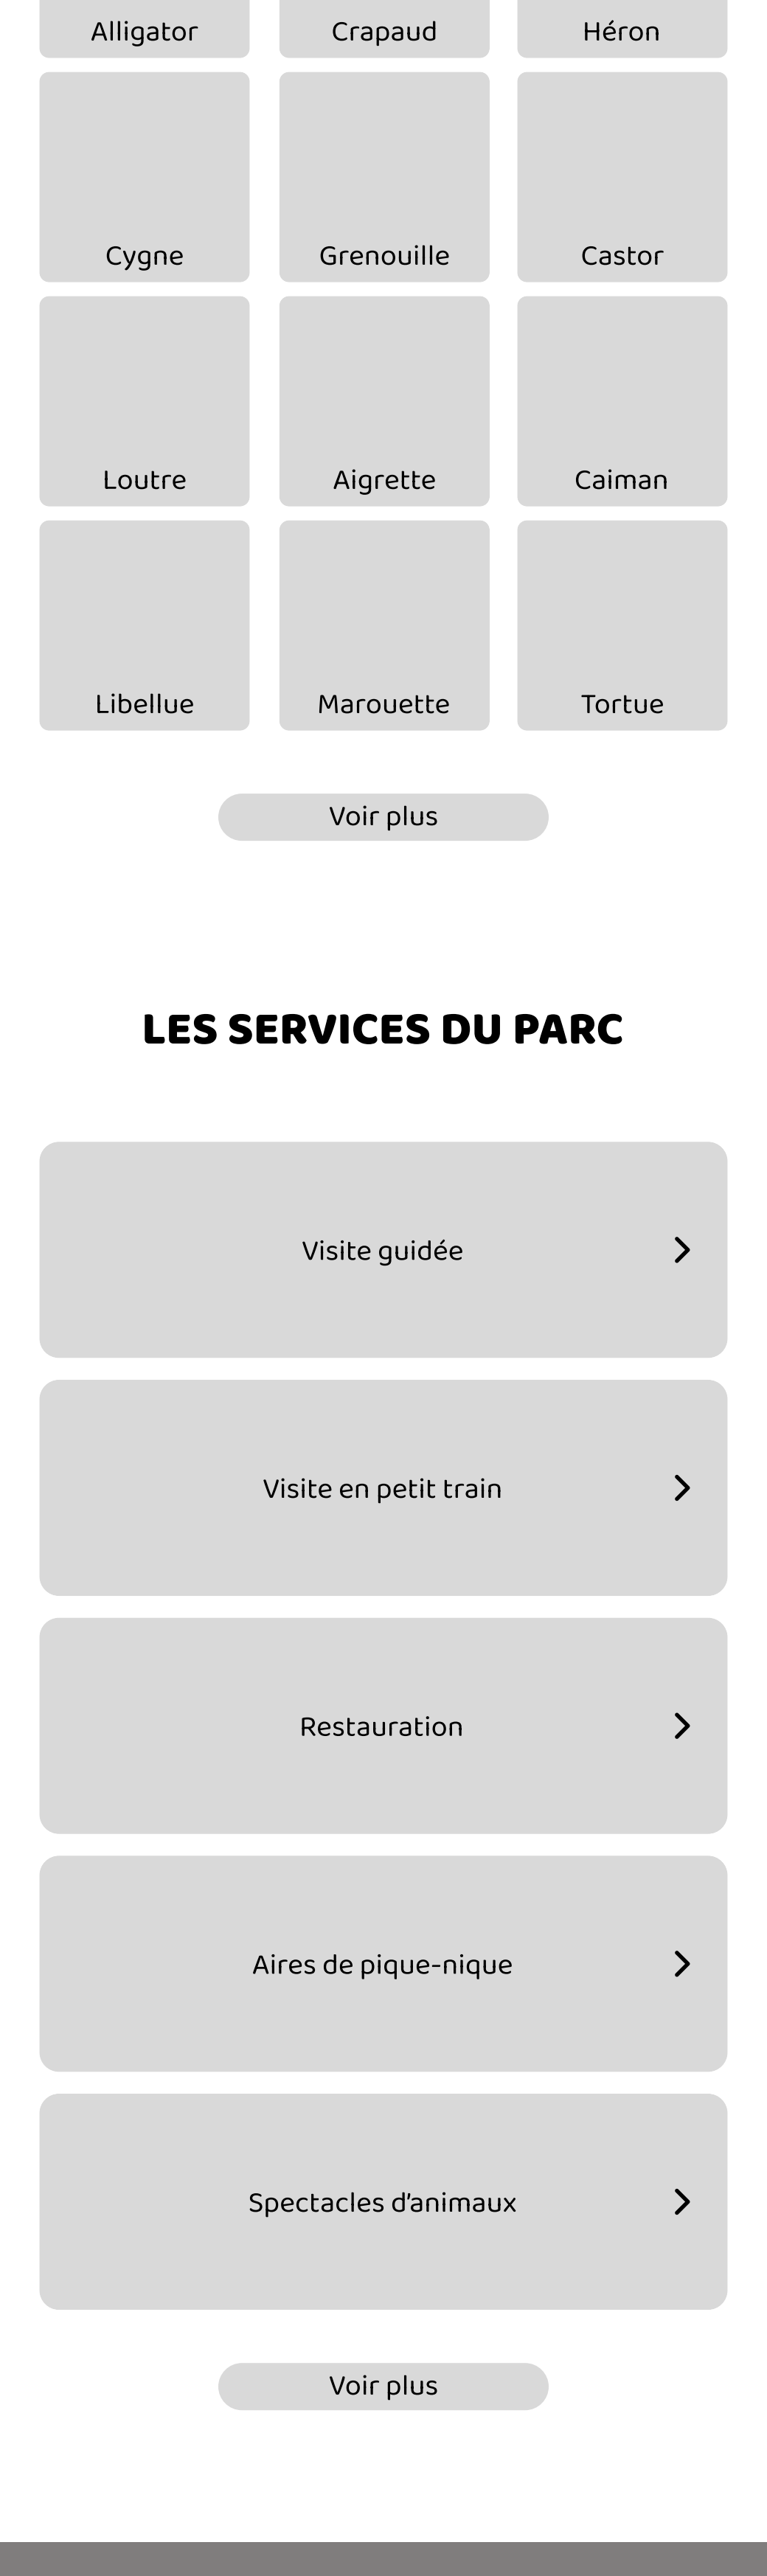 Alligator
Crapaud
Héron
Cygne
Grenouille
Castor
Loutre
Aigrette
Caiman
Libellue
Marouette
Tortue
Voir plus
LES SERVICES DU PARC
Visite guidée
Visite en petit train
Restauration
Aires de pique-nique
Spectacles d'animaux
Voir plus